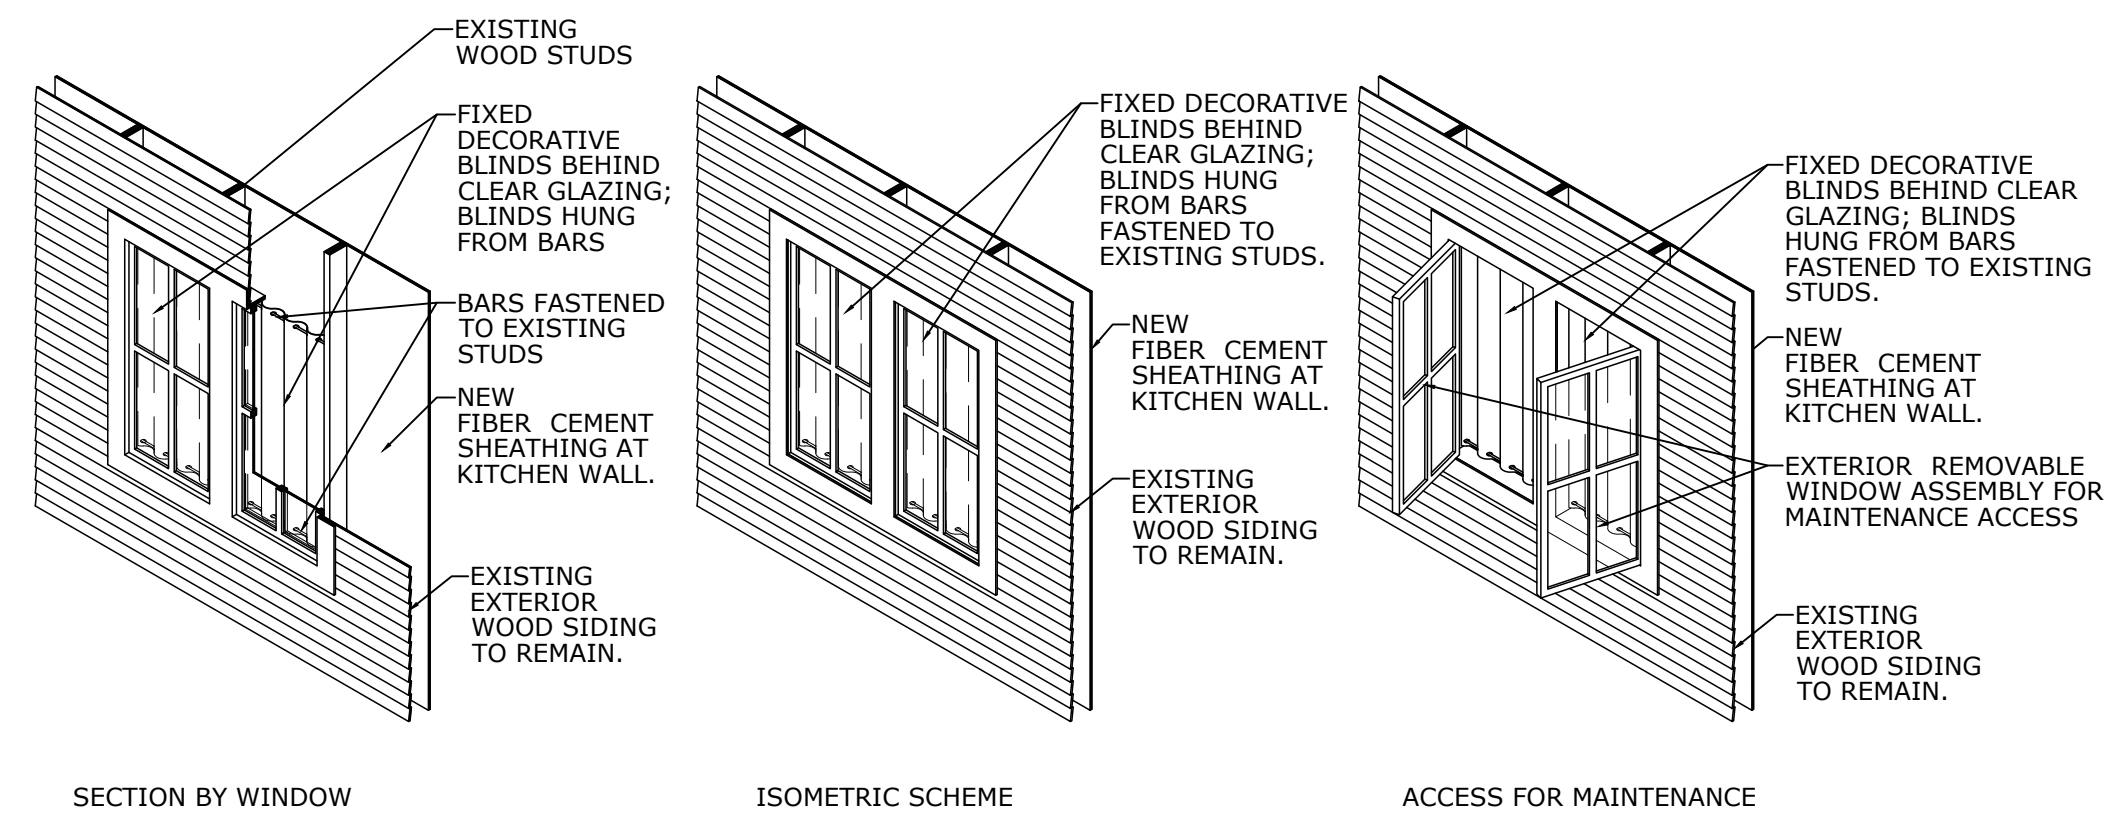 EXISTING
WOOD STUDS
FIXED
DECORATIVE
BLINDS BEHIND
CLEAR GLAZING;
BLINDS HUNG
FROM BARS
BARS FASTENED
TO EXISTING
STUDS
NEW
FIBER CEMENT
SHEATHING AT
KITCHEN WALL.
EXISTING
EXTERIOR
WOOD SIDING
TO REMAIN.
SECTION BY WINDOW
FIXED DECORATIVE
BLINDS BEHIND
CLEAR GLAZING;
BLINDS HUNG
FROM BARS
FASTENED TO
EXISTING STUDS.
NEW
FIBER CEMENT
SHEATHING AT
KITCHEN WALL.
EXISTING
EXTERIOR
WOOD SIDING
TO REMAIN.
ISOMETRIC SCHEME
FIXED DECORATIVE
BLINDS BEHIND CLEAR
GLAZING; BLINDS
HUNG FROM BARS
FASTENED TO EXISTING
STUDS.
NEW
FIBER CEMENT
SHEATHING AT
KITCHEN WALL.
EXTERIOR REMOVABLE
WINDOW ASSEMBLY FOR
MAINTENANCE ACCESS
EXISTING
EXTERIOR
WOOD SIDING
TO REMAIN.
ACCESS FOR MAINTENANCE